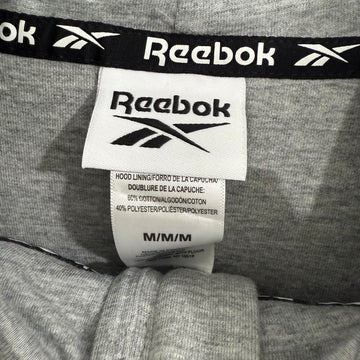 ok Reebok
Reebok
HOOD LINING/FORRO DE LA CAPUCHA/
DOUBLURE DE LA CAPUCHE:
60% COTTON/ALGODÓN/COTON
40% POLYESTER/POLIÉSTER/POLYESTER
M/M/M